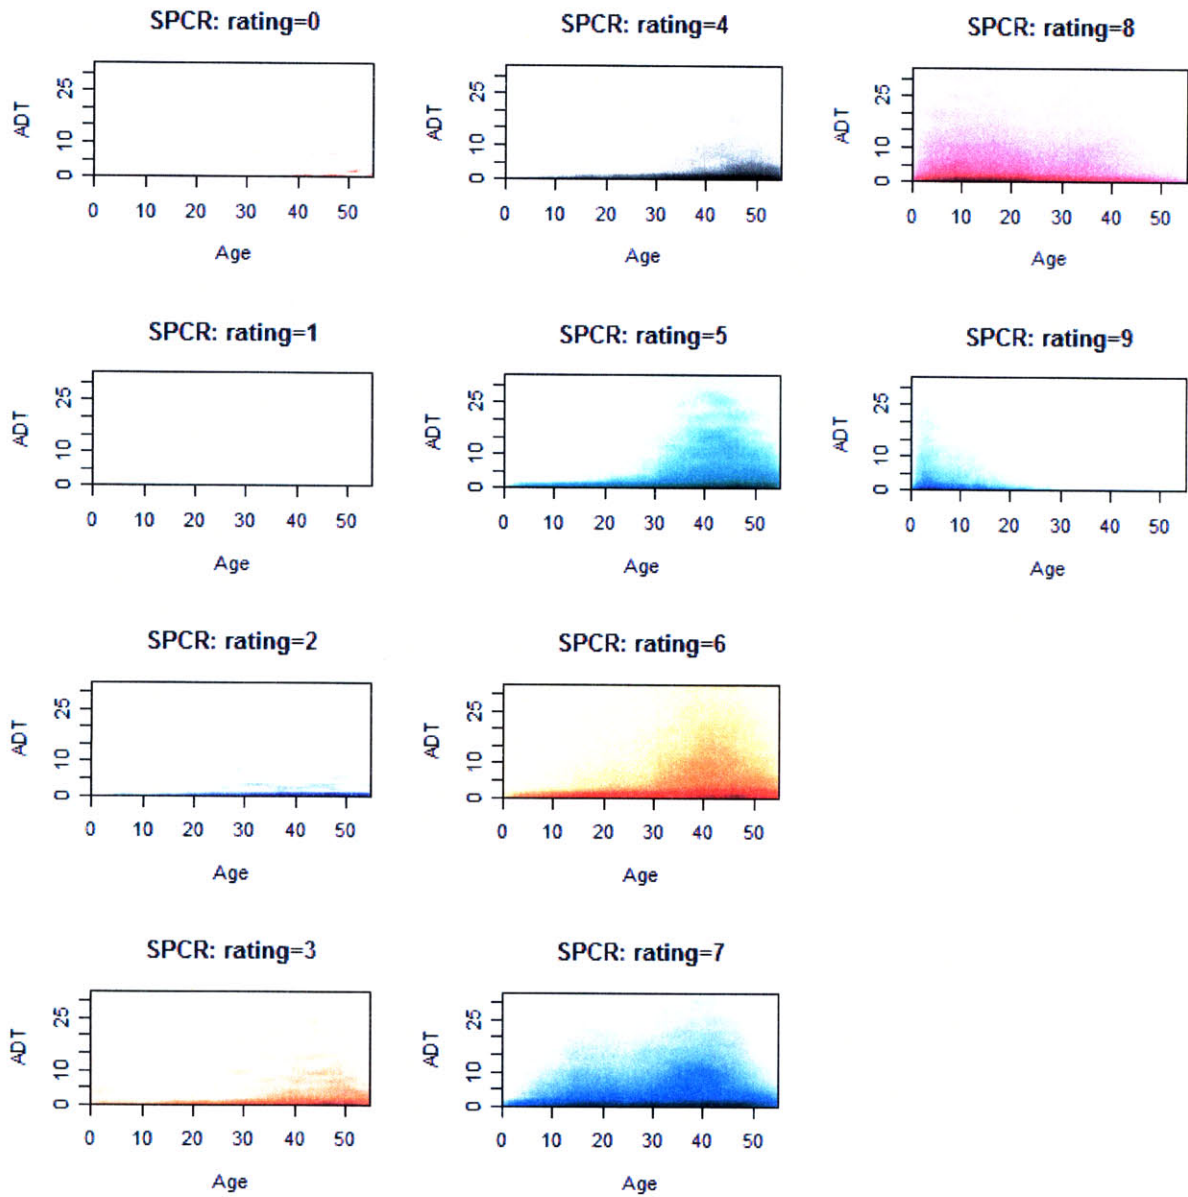 SPCR: rating=0
ADT
0 10 25
0 10 20 30 40 50
Age
SPCR: rating=1
ADT
0 10 25
0 10 20 30 40 50
Age
SPCR: rating=2
ADT
0 10 25
0 10 20 30 40 50
Age
SPCR: rating=3
ADT
0 10 25
0 10 20 30 40 50
Age
SPCR: rating=4
ADT
0 10 25
0 10 20 30 40 50
Age
SPCR: rating=5
ADT
0 10 25
0 10 20 30 40 50
Age
SPCR: rating=6
ADT
0 10 25
0 10 20 30 40 50
Age
SPCR: rating=7
ADT
0 10 25
0 10 20 30 40 50
Age
SPCR: rating=8
ADT
0 10 25
0 10 20 30 40 50
Age
SPCR: rating=9
ADT
0 10 25
0 10 20 30 40 50
Age